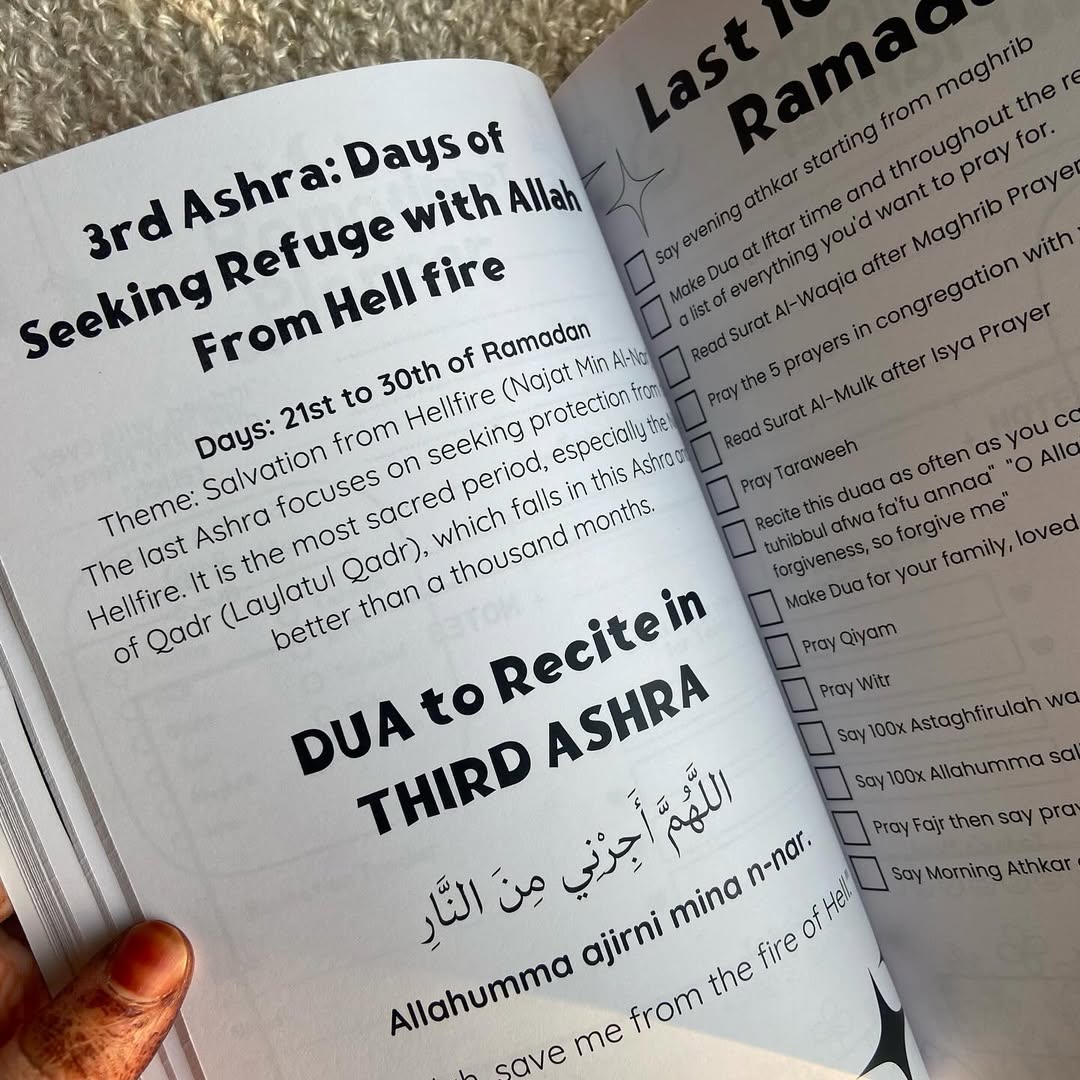 3rd Ashra: Days of
Seeking Refuge with Allah
From Hell fire
Days: 21st to 30th of Ramadan
Theme: Salvation from Hellfire (Najat Min Al-Nar
The last Ashra focuses on seeking protection from
Hellfire. It is the most sacred period, especially the
of Qadr (Laylatul Qadr), which falls in this Ashra
better than a thousand months.
DUA to Recite in
THIRD ASHRA
اللَّهُمَّ أَجِرْنِي مِنَ النَّارِ
Allahumma ajirni mina n-nar.
save me from the fire of Hell."
Last
Say evening athkar starting from maghrib
Make Dua at Iftar time and throughout the
a list of everything you'd want to pray for.
Read Surat Al-Waqia after Maghrib Prayer
Pray the 5 prayers in congregation with
Read Surat Al-Mulk after Isya Prayer
Pray Taraweeh
Recite this duaa as often as you
tuhibbul afwa fa'fu annaa" "O
forgiveness, so forgive me"
Make Dua for your family, loved
Pray Qiyam
Pray Witr
Say 100x Astaghfirulah
Say 100x Allahumma
Pray Fajr then say
Say Morning Athkar